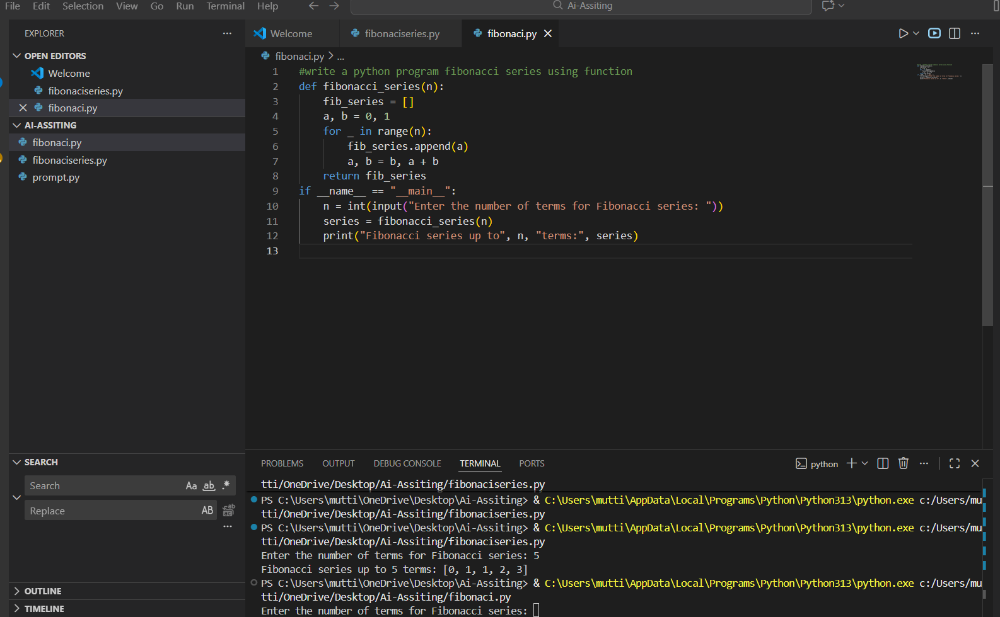 File Edit Selection View Go Run Terminal Help
Ai-Assiting
EXPLORER
OPEN EDITORS
Welcome
fibonaciseries.py
fibonaci.py
AI-ASSITING
fibonaci.py
fibonaciseries.py
prompt.py
SEARCH
Search
Aa ab .*
Replace
AB
OUTLINE
TIMELINE
Welcome fibonaciseries.py fibonaci.py
fibonaci.py > ...
1 #write a python program fibonacci series using function
2 def fibonacci_series(n):
3 fib_series = []
4 a, b = 0, 1
5 for _ in range(n):
6 fib_series.append(a)
7 a, b = b, a + b
8 return fib_series
9 if __name__ == "__main__":
10 n = int(input("Enter the number of terms for Fibonacci series: "))
11 series = fibonacci_series(n)
12 print("Fibonacci series up to", n, "terms:", series)
13
PROBLEMS OUTPUT DEBUG CONSOLE TERMINAL PORTS
python
tti/OneDrive/Desktop/Ai-Assiting/fibonaciseries.py
PS C:\Users\mutti\OneDrive\Desktop\Ai-Assiting> & C:\Users\mutti\AppData\Local\Programs\Python\Python313\python.exe c:/Users/mu
tti/OneDrive/Desktop/Ai-Assiting/fibonaciseries.py
PS C:\Users\mutti\OneDrive\Desktop\Ai-Assiting> & C:\Users\mutti\AppData\Local\Programs\Python\Python313\python.exe c:/Users/mu
tti/OneDrive/Desktop/Ai-Assiting/fibonaciseries.py
Enter the number of terms for Fibonacci series: 5
Fibonacci series up to 5 terms: [0, 1, 1, 2, 3]
PS C:\Users\mutti\OneDrive\Desktop\Ai-Assiting> & C:\Users\mutti\AppData\Local\Programs\Python\Python313\python.exe c:/Users/mu
tti/OneDrive/Desktop/Ai-Assiting/fibonaci.py
Enter the number of terms for Fibonacci series: